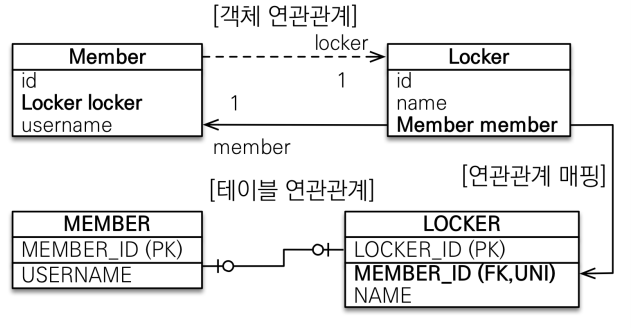 [객체 연관관계]
Member
locker
Locker
id
Locker locker
username
1
1
member
id
name
Member member
[연관관계 매핑]
[테이블 연관관계]
MEMBER
MEMBER_ID (PK)
USERNAME
LOCKER
LOCKER_ID (PK)
MEMBER_ID (FK,UNI)
NAME